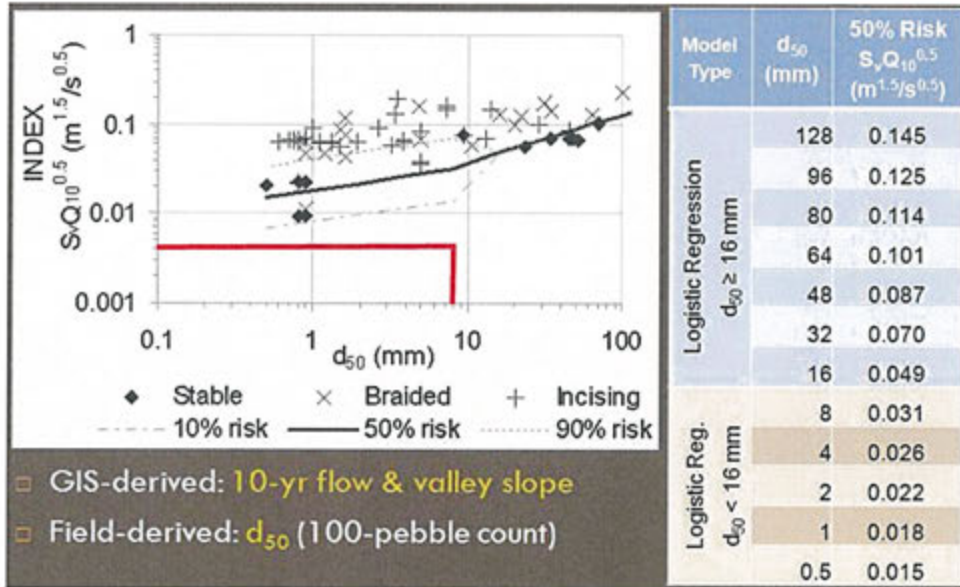 1
0.1
0.01
0.001
INDEX
SvQ10^0.5 (m^1.5/s^0.5)
0.1 1 10 100
d50 (mm)
Stable Braided Incising
10% risk 50% risk 90% risk
GIS-derived: 10-yr flow & valley slope
Field-derived: d50 (100-pebble count)
Model
Type
d50
(mm)
50% Risk
SvQ10^0.5
(m^1.5/s^0.5)
Logistic Regression
d50 ≥ 16 mm
128 0.145
96 0.125
80 0.114
64 0.101
48 0.087
32 0.070
16 0.049
Logistic Reg.
d50 < 16 mm
8 0.031
4 0.026
2 0.022
1 0.018
0.5 0.015